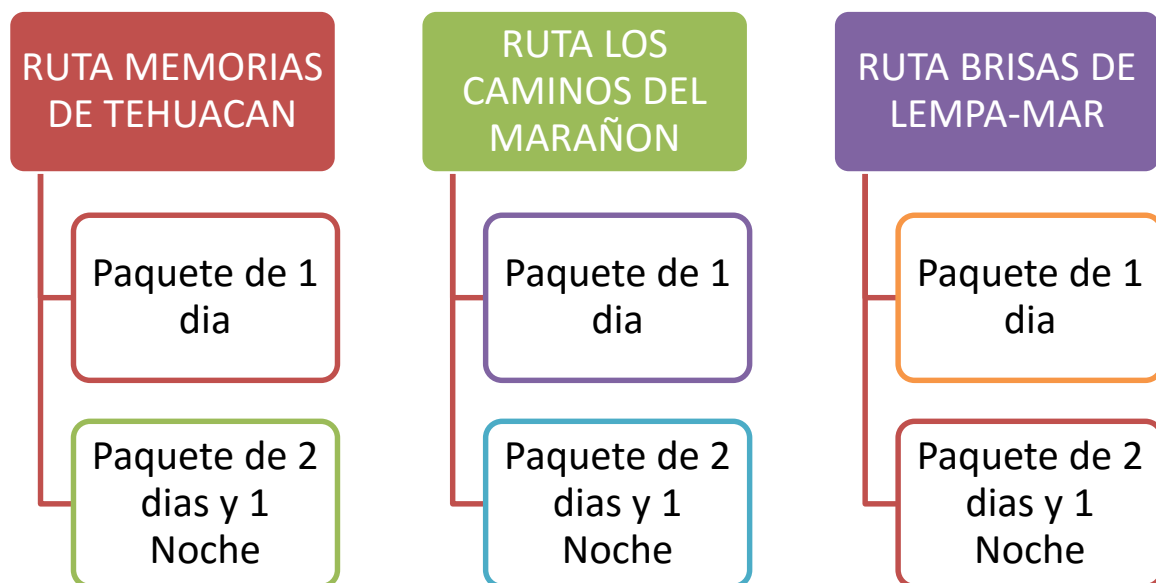 RUTA MEMORIAS
DE TEHUACAN
Paquete de 1
dia
Paquete de 2
dias y 1
Noche
RUTA LOS
CAMINOS DEL
MARAÑON
Paquete de 1
dia
Paquete de 2
dias y 1
Noche
RUTA BRISAS DE
LEMPA-MAR
Paquete de 1
dia
Paquete de 2
dias y 1
Noche